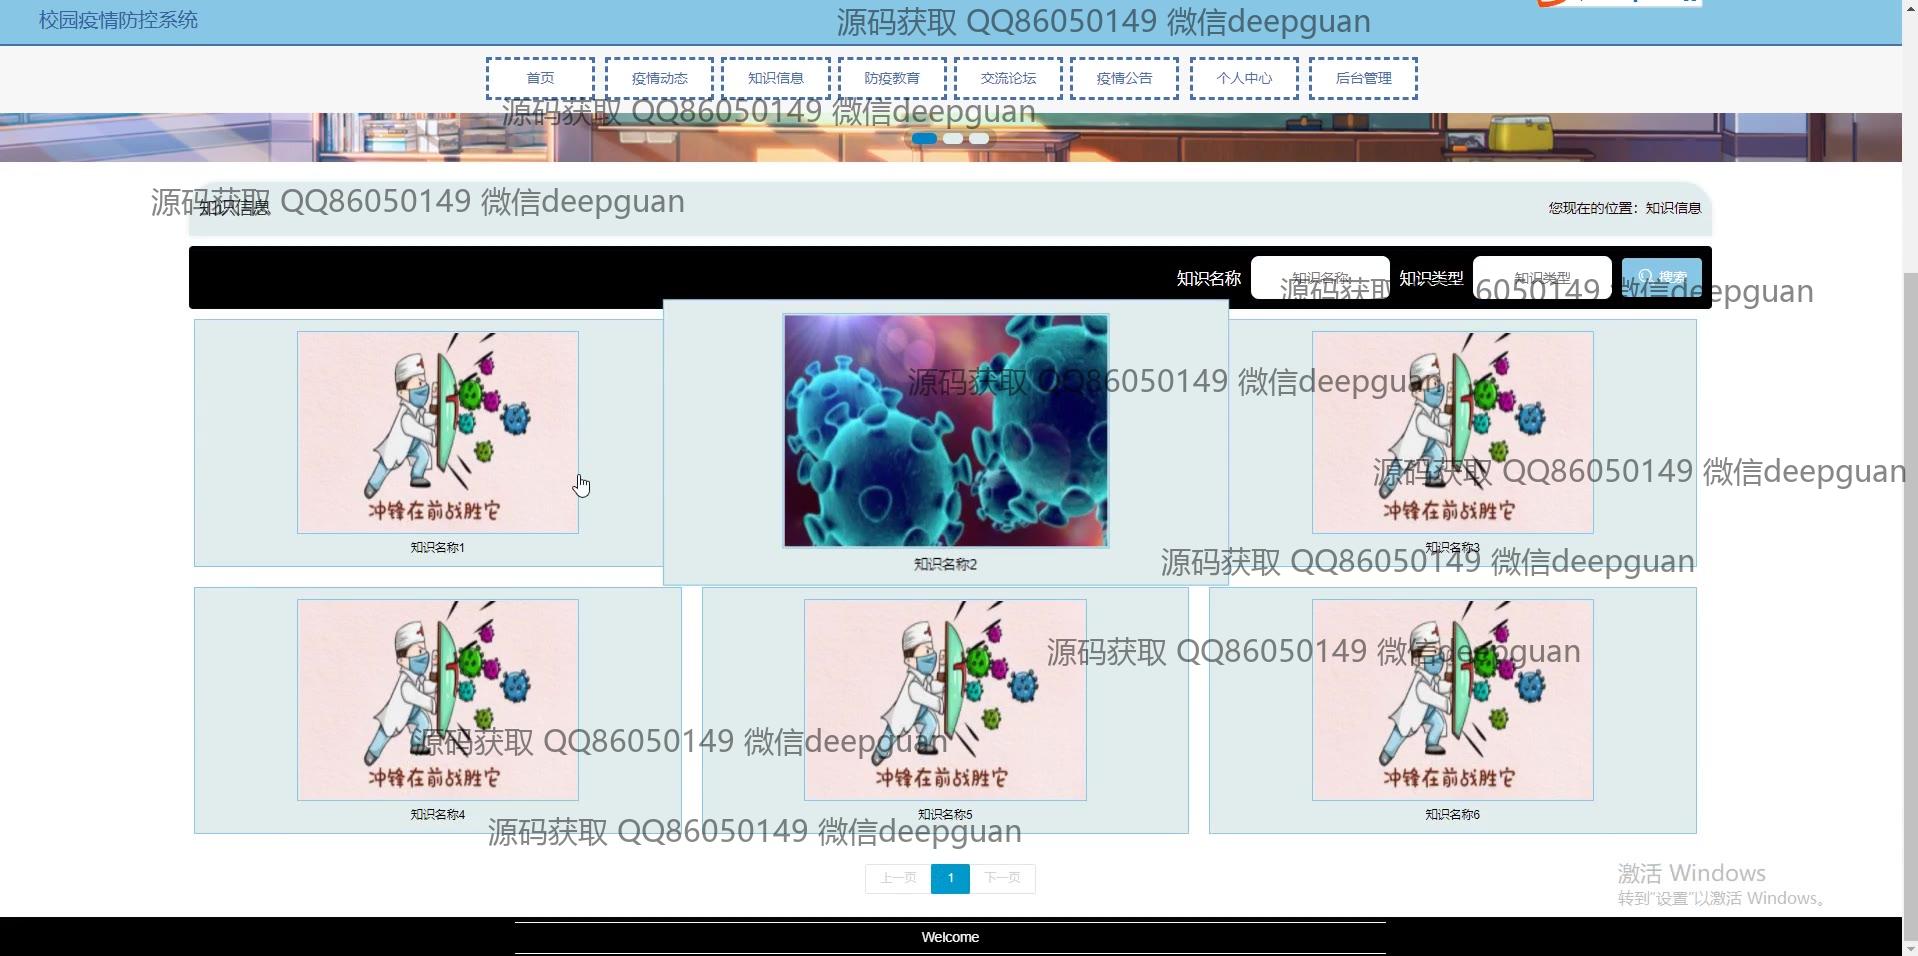 校园疫情防控系统
源码获取 QQ86050149 微信deepguan
首页 疫情动态 知识信息 防疫教育 交流论坛 疫情公告 个人中心 后台管理
源码获取 QQ86050149 微信deepguan
源码获取 QQ86050149 微信deepguan
知识信息
您现在的位置：知识信息
知识名称 知识名称 知识类型 知识类型 搜索
源码获取 6050149 微信deepguan
源码获取 QQ86050149 微信deepguan
源码获取 QQ86050149 微信deepguan
冲锋在前战胜它
冲锋在前战胜它
知识名称1
知识名称2
知识名称3
源码获取 QQ86050149 微信deepguan
源码获取 QQ86050149 微信deepguan
源码获取 QQ86050149 微信deepguan
冲锋在前战胜它
冲锋在前战胜它
冲锋在前战胜它
知识名称4
知识名称5
知识名称6
源码获取 QQ86050149 微信deepguan
上一页 1 下一页
激活 Windows
转到"设置"以激活 Windows。
Welcome